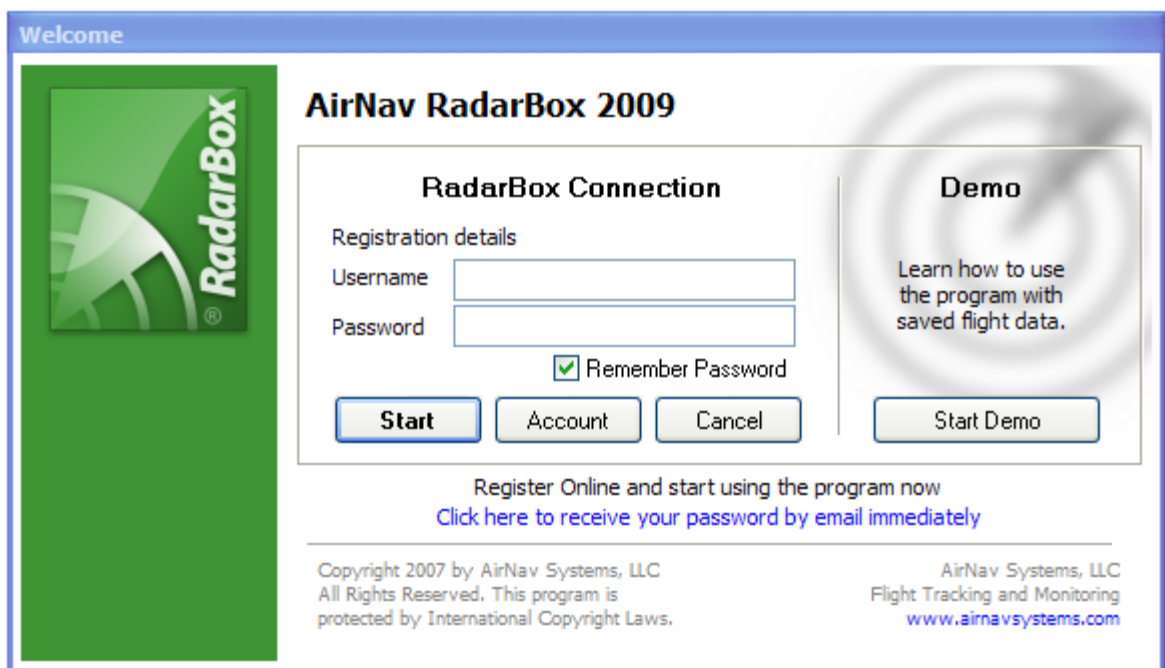 Welcome
® RadarBox
AirNav RadarBox 2009
RadarBox Connection
Registration details
Username
Password
Remember Password
Start
Account
Cancel
Demo
Learn how to use
the program with
saved flight data.
Start Demo
Register Online and start using the program now
Click here to receive your password by email immediately
Copyright 2007 by AirNav Systems, LLC
All Rights Reserved. This program is
protected by International Copyright Laws.
AirNav Systems, LLC
Flight Tracking and Monitoring
www.airnavsystems.com